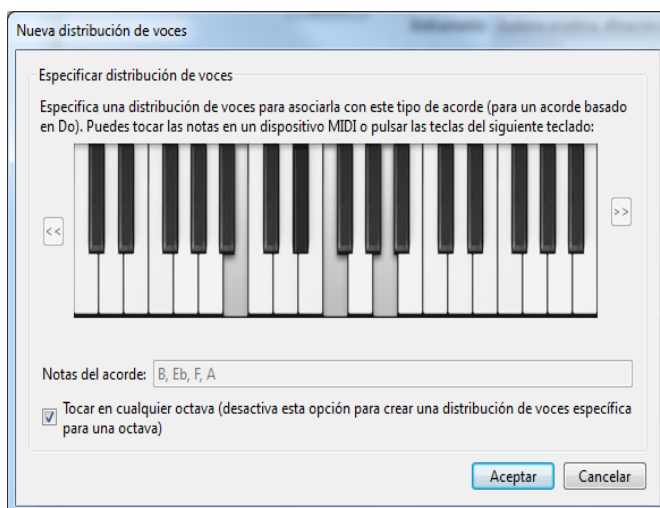 Nueva distribución de voces
Especificar distribución de voces
Especifica una distribución de voces para asociarla con este tipo de acorde (para un acorde basado
en Do). Puedes tocar las notas en un dispositivo MIDI o pulsar las teclas del siguiente teclado:
<< >>
Notas del acorde: B, Eb, F, A
Tocar en cualquier octava (desactiva esta opción para crear una distribución de voces específica
para una octava)
Aceptar Cancelar